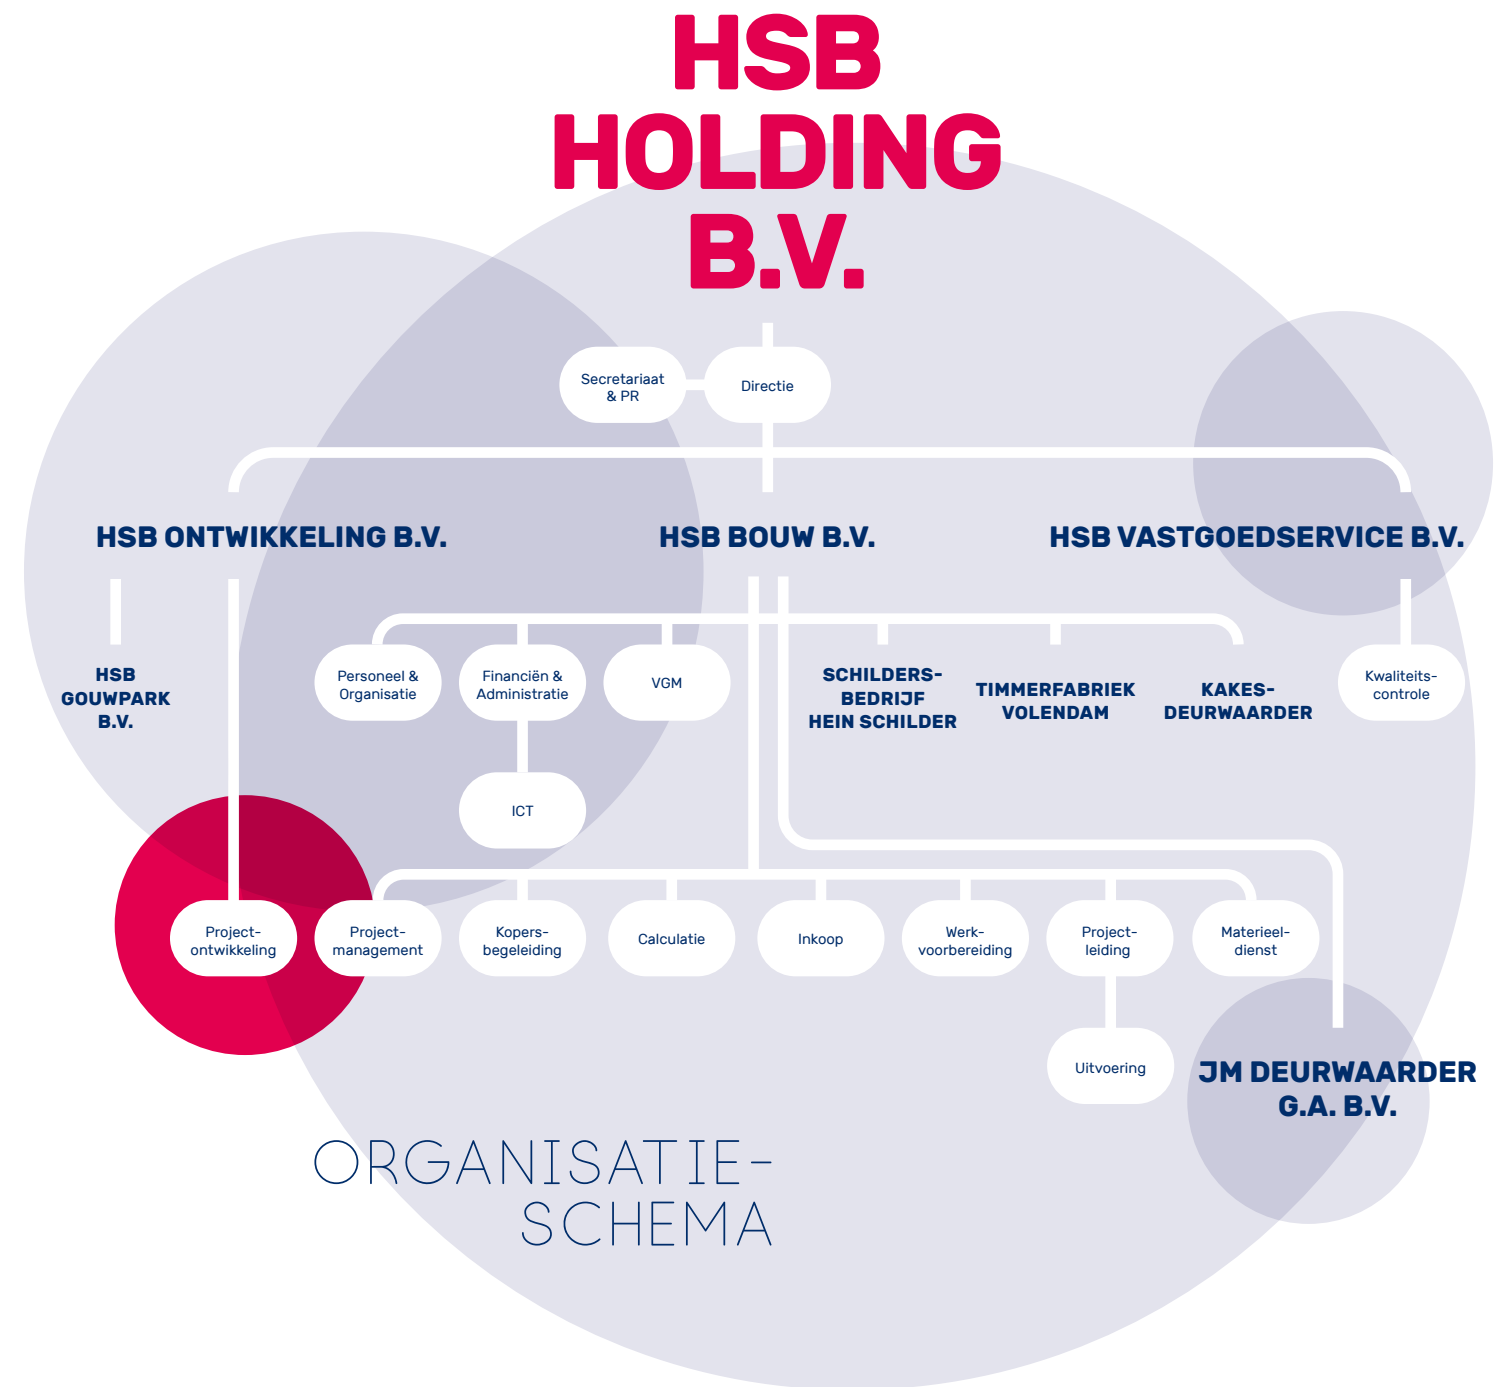 HSB
HOLDING
B.V.
Secretariaat
& PR
Directie
HSB ONTWIKKELING B.V.
HSB BOUW B.V.
HSB VASTGOEDSERVICE B.V.
HSB
GOUWPARK
B.V.
Personeel &
Organisatie
Financiën &
Administratie
VGM
SCHILDERS-
BEDRIJF
HEIN SCHILDER
TIMMERFABRIEK
VOLENDAM
KAKES-
DEURWAARDER
Kwaliteits-
controle
ICT
Project-
ontwikkeling
Project-
management
Kopers-
begeleiding
Calculatie
Inkoop
Werk-
voorbereiding
Project-
leiding
Materieel-
dienst
Uitvoering
JM DEURWAARDER
G.A. B.V.
ORGANISATIE-
SCHEMA